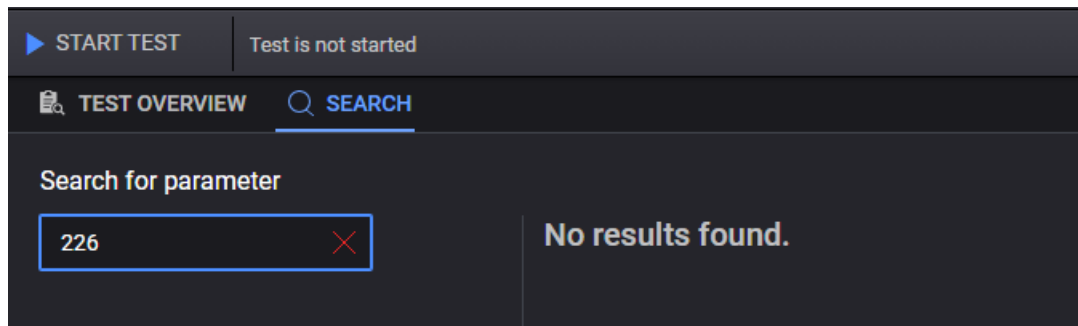 START TEST
Test is not started
TEST OVERVIEW
SEARCH
Search for parameter
226
No results found.